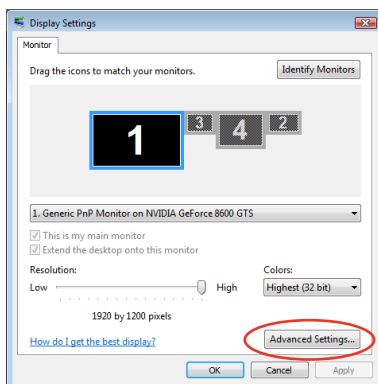 Display Settings
Monitor
Drag the icons to match your monitors.
Identify Monitors
1 3 4 2
1. Generic PnP Monitor on NVIDIA GeForce 8600 GTS
This is my main monitor
Extend the desktop onto this monitor
Resolution: Colors:
Low High Highest (32 bit)
1920 by 1200 pixels
How do I get the best display? Advanced Settings...
OK Cancel Apply